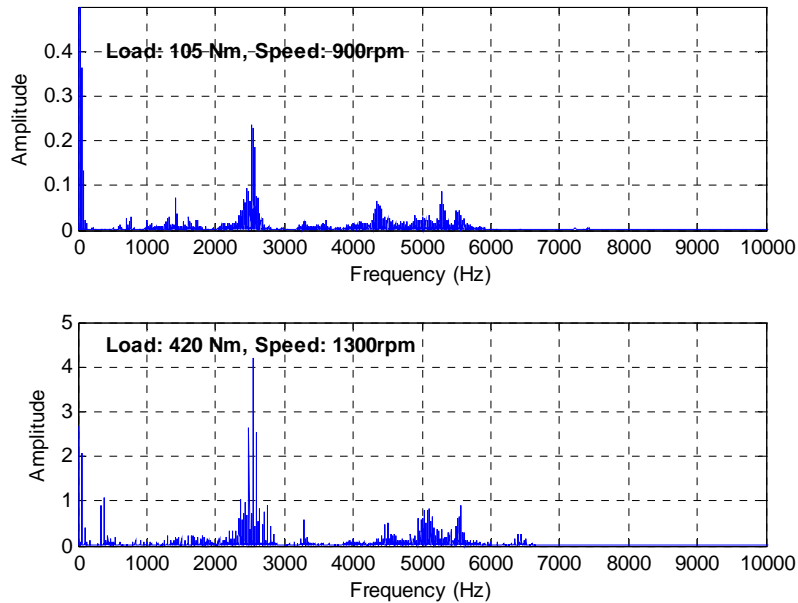 Load: 105 Nm, Speed: 900rpm
Amplitude
0.4
0.3
0.2
0.1
0
0 1000 2000 3000 4000 5000 6000 7000 8000 9000 10000
Frequency (Hz)
Load: 420 Nm, Speed: 1300rpm
Amplitude
5
4
3
2
1
0
0 1000 2000 3000 4000 5000 6000 7000 8000 9000 10000
Frequency (Hz)